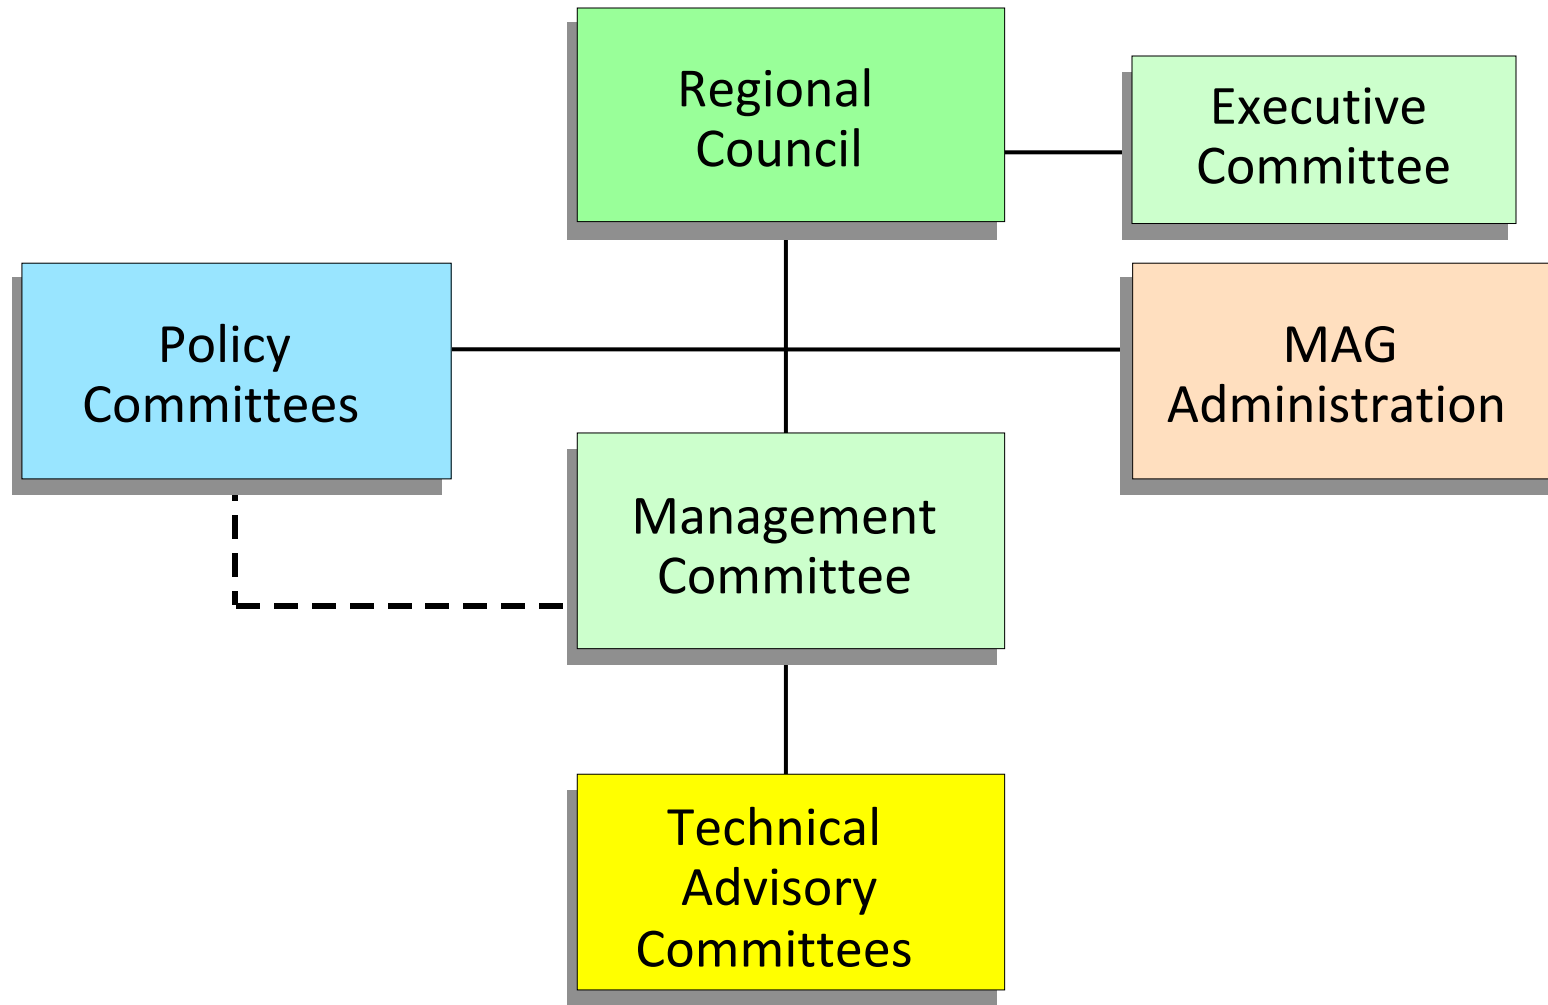 Regional
Council
Executive
Committee
Policy
Committees
MAG
Administration
Management
Committee
Technical
Advisory
Committees